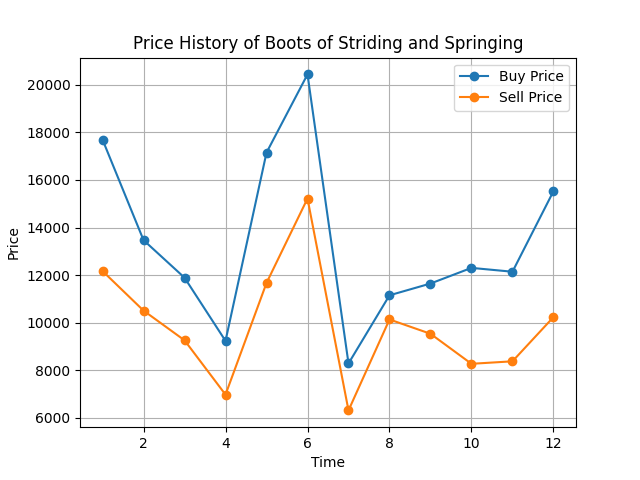 Price History of Boots of Striding and Springing
Buy Price
Sell Price
20000
18000
16000
14000
12000
10000
8000
6000
Price
2 4 6 8 10 12
Time